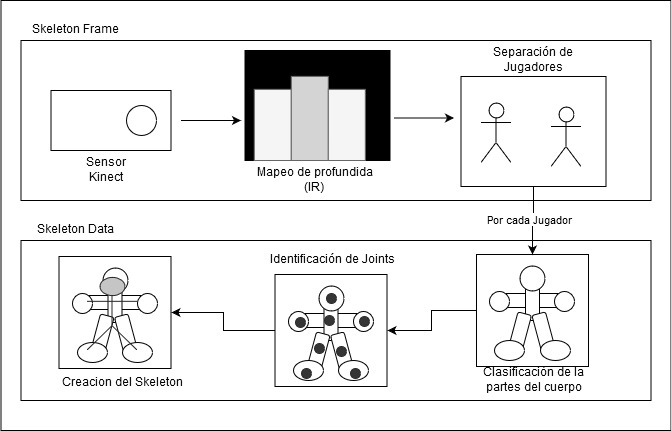 Skeleton Frame
Separación de
Jugadores
Sensor
Kinect
Mapeo de profundida
(IR)
Por cada Jugador
Skeleton Data
Identificación de Joints
Creacion del Skeleton
Clasificación de la
partes del cuerpo